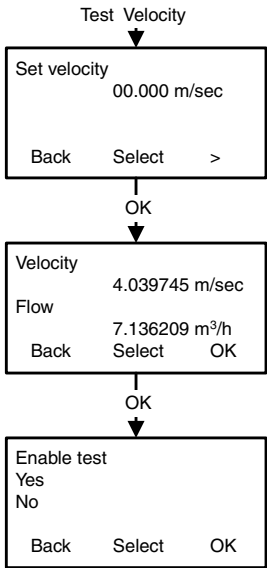 Test Velocity
Set velocity
00.000 m/sec
Back Select >
OK
Velocity
4.039745 m/sec
Flow
7.136209 m³/h
Back Select OK
OK
Enable test
Yes
No
Back Select OK